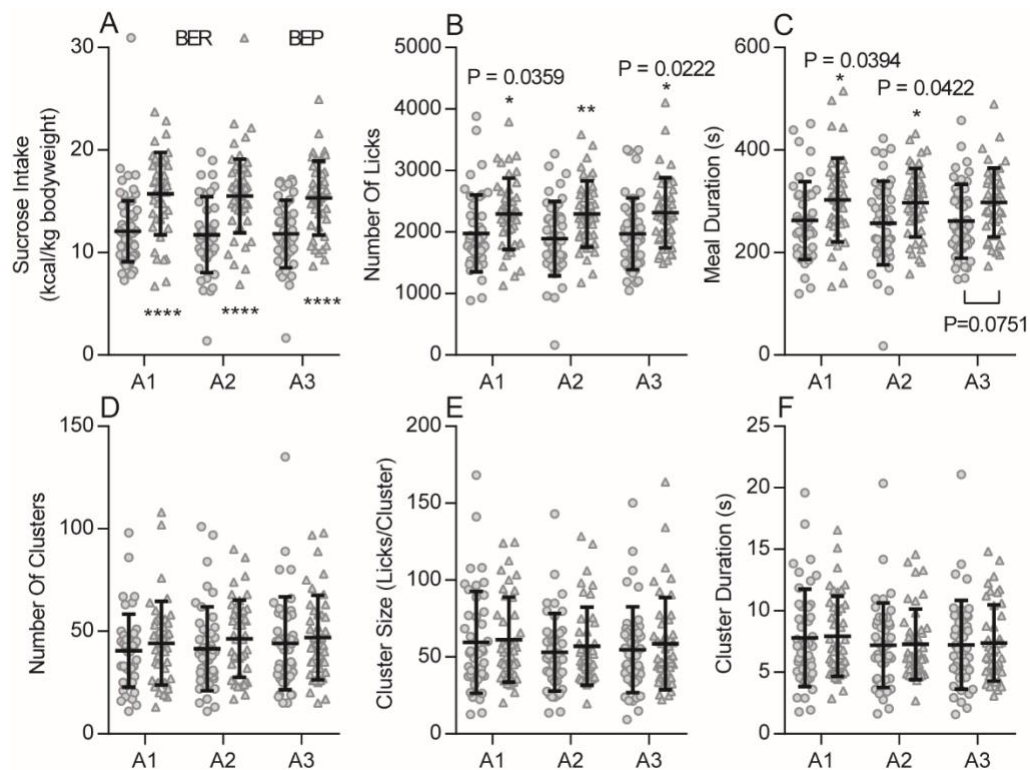 A
BER BEP
Sucrose Intake
(kcal/kg bodyweight)
30
20
10
0
**** **** ****
A1 A2 A3
B
Number Of Licks
5000
4000
3000
2000
1000
0
P = 0.0359
P = 0.0222
* ** *
A1 A2 A3
C
Meal Duration (s)
600
400
200
0
P = 0.0394
*
P = 0.0422
*
P=0.0751
A1 A2 A3
D
Number Of Clusters
150
100
50
0
A1 A2 A3
E
Cluster Size (Licks/Cluster)
200
150
100
50
0
A1 A2 A3
F
Cluster Duration (s)
25
20
15
10
5
0
A1 A2 A3